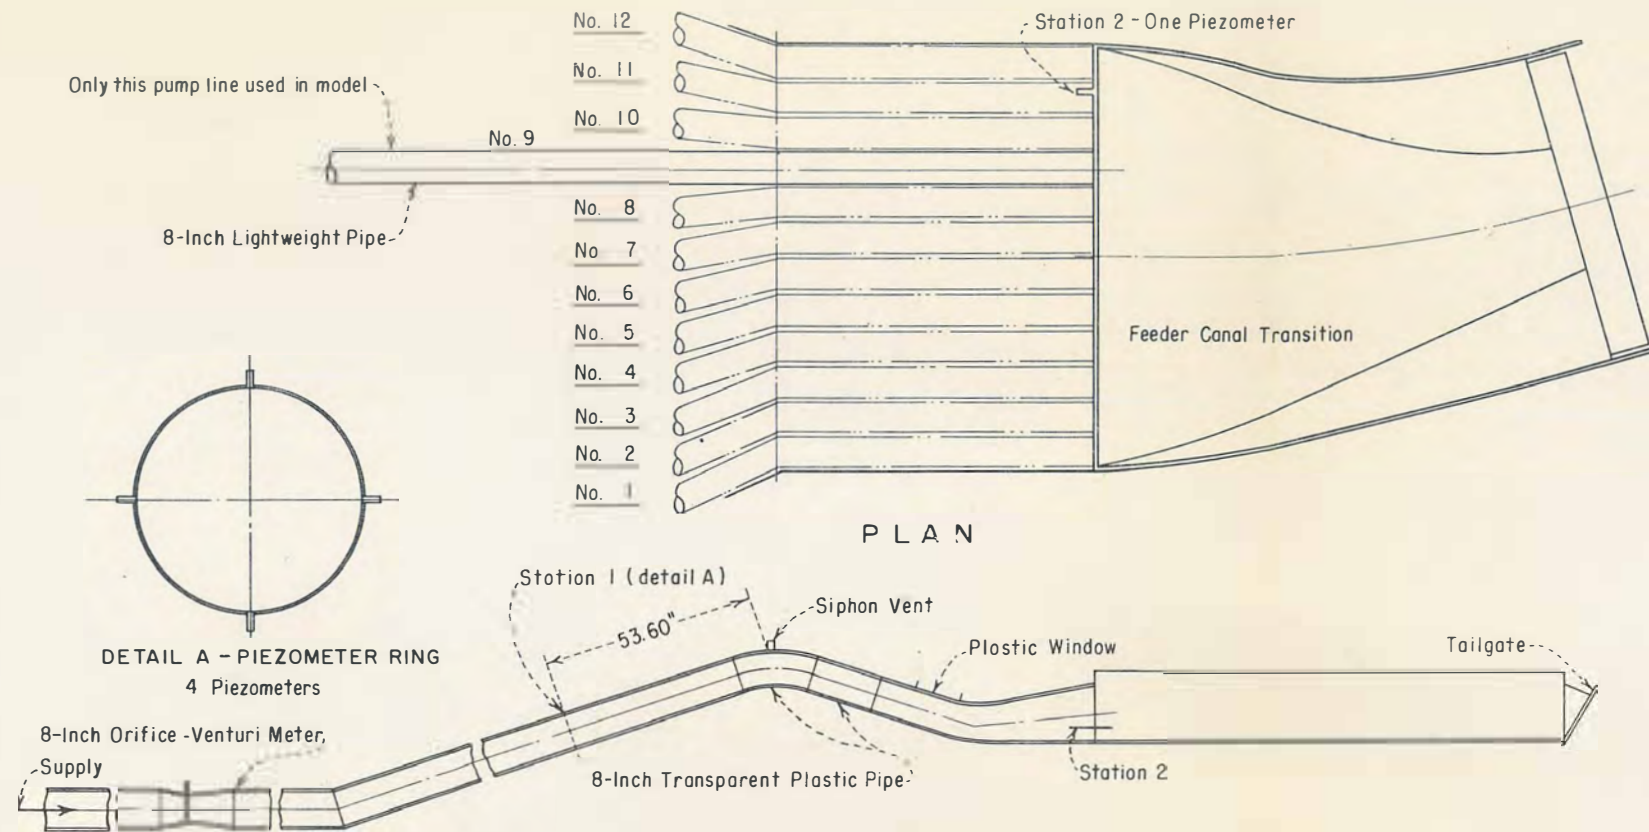 No. 12
Station 2 - One Piezometer
No. 11
Only this pump line used in model
No. 10
No. 9
No. 8
8-Inch Lightweight Pipe
No 7
No. 6
No. 5
Feeder Canal Transition
No. 4
No. 3
No. 2
No. 1
PLAN
Stotion 1 (detail A)
Siphon Vent
53.60"
Plastic Window
Tailgate
DETAIL A - PIEZOMETER RING
4 Piezometers
8-Inch Orifice - Venturi Meter,
Supply
8-Inch Transparent Plastic Pipe
Station 2